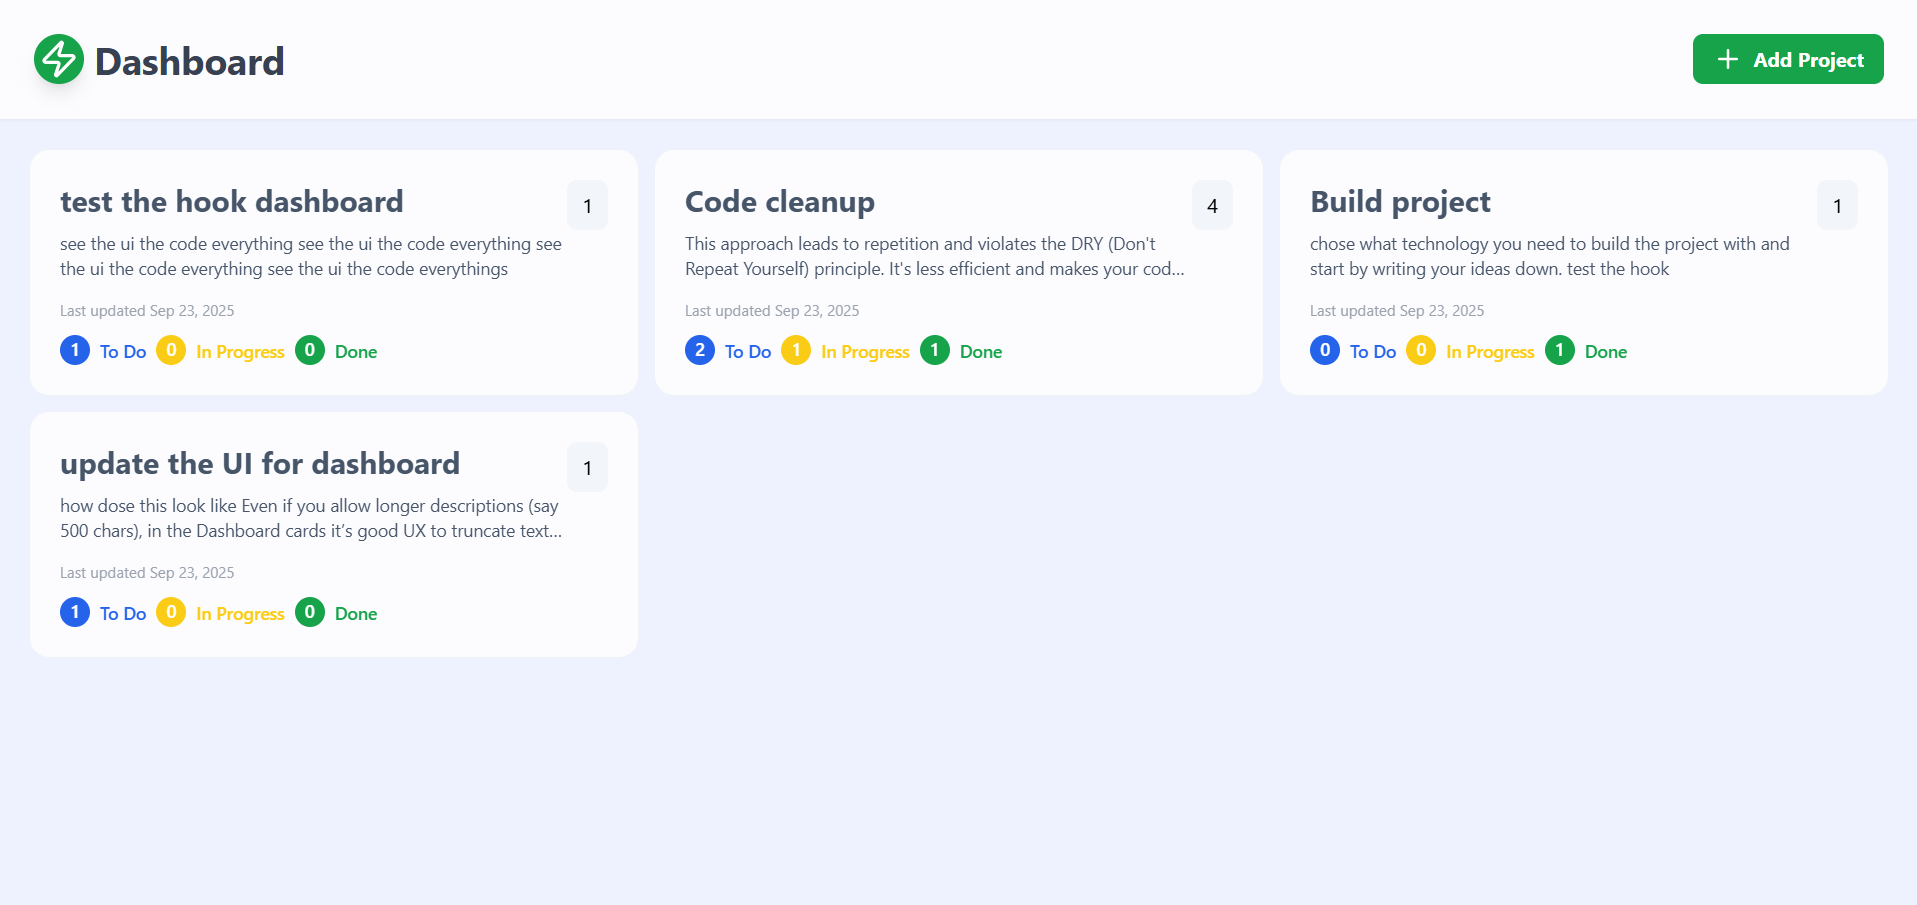 Dashboard
Add Project
test the hook dashboard
1
see the ui the code everything see the ui the code everything see
the ui the code everything see the ui the code everythings
Last updated Sep 23, 2025
1 To Do 0 In Progress 0 Done
Code cleanup
4
This approach leads to repetition and violates the DRY (Don't
Repeat Yourself) principle. It's less efficient and makes your cod...
Last updated Sep 23, 2025
2 To Do 1 In Progress 1 Done
Build project
1
chose what technology you need to build the project with and
start by writing your ideas down. test the hook
Last updated Sep 23, 2025
0 To Do 0 In Progress 1 Done
update the UI for dashboard
1
how dose this look like Even if you allow longer descriptions (say
500 chars), in the Dashboard cards it’s good UX to truncate text...
Last updated Sep 23, 2025
1 To Do 0 In Progress 0 Done